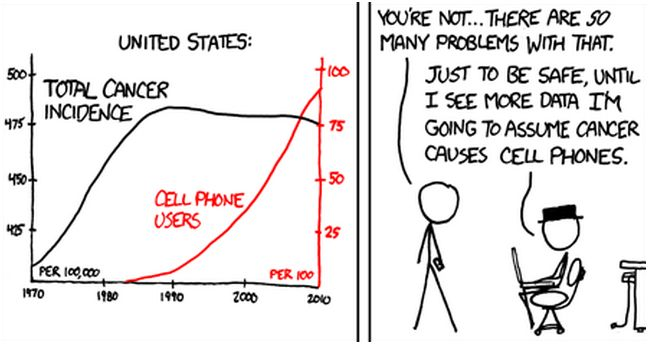 UNITED STATES:
500
475
450
425
TOTAL CANCER
INCIDENCE
100
75
50
25
CELL PHONE
USERS
PER 100,000
PER 100
1970
1980
1990
2000
2010
YOU'RE NOT... THERE ARE SO
MANY PROBLEMS WITH THAT.
JUST TO BE SAFE, UNTIL
I SEE MORE DATA I'M
GOING TO ASSUME CANCER
CAUSES CELL PHONES.